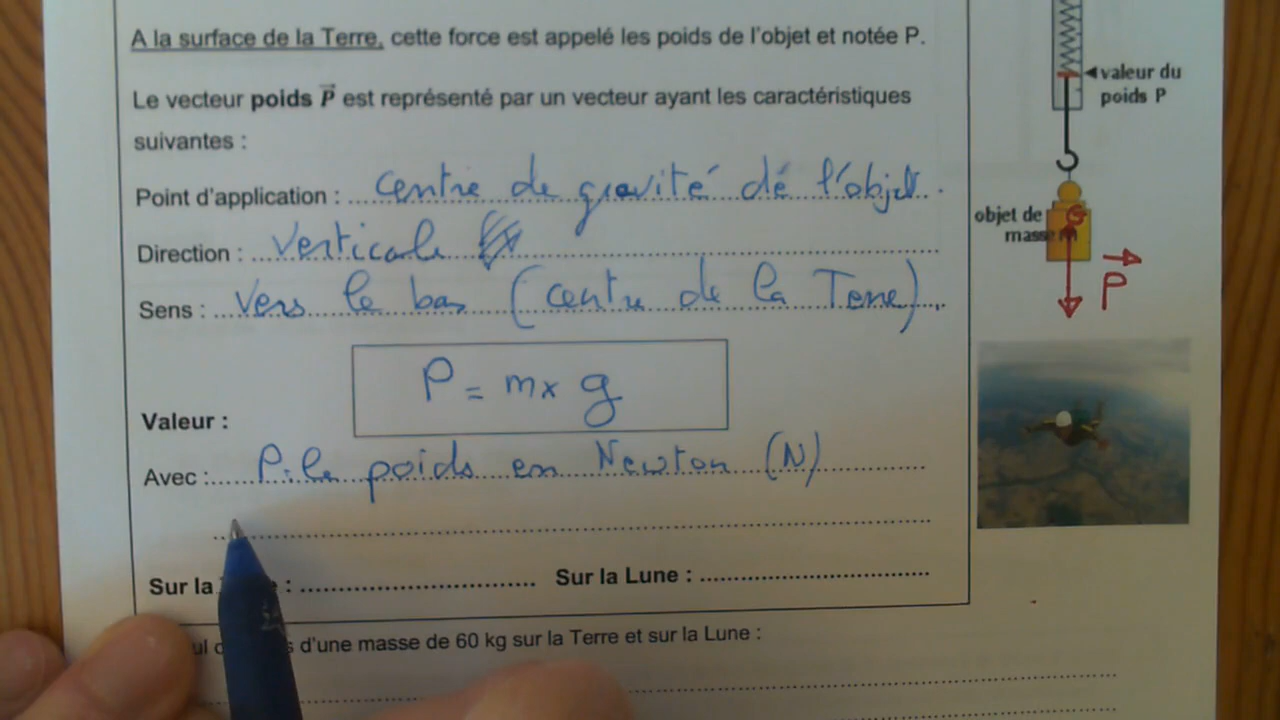 A la surface de la Terre, cette force est appelé les poids de l'objet et notée P.
Le vecteur poids P⃗ est représenté par un vecteur ayant les caractéristiques
suivantes :
Point d'application : centre de gravité de l'objet
Direction : Verticale
Sens : Vers le bas (centre de la Terre)
P = m x g
Valeur :
Avec : P : le poids en Newton (N)
Sur la : Sur la Lune :
d'une masse de 60 kg sur la Terre et sur la Lune :
valeur du
poids P
objet de
masse m
G
P⃗